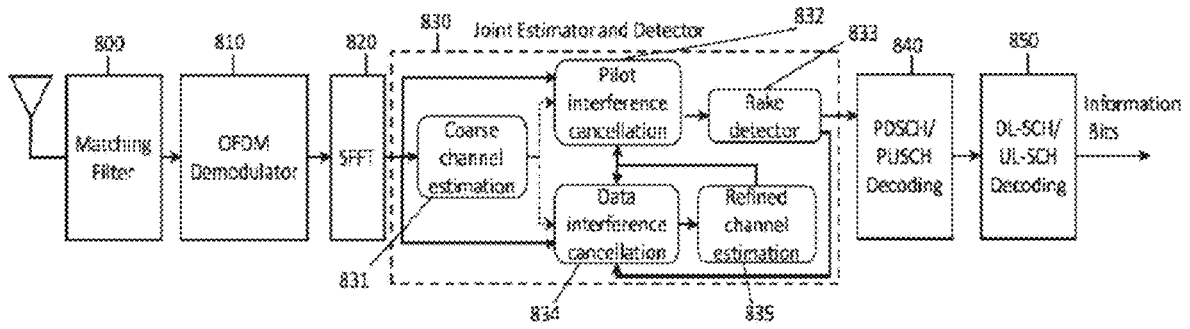 800
810
820
830
Joint Estimator and Detector
832
833
840
850
Matching
Filter
OFDM
Demodulator
SFFT
Coarse
channel
estimation
Pilot
interference
cancellation
Rake
detector
Data
interference
cancellation
Refined
channel
estimation
PDSCH/
PUSCH
Decoding
DL-SCH/
UL-SCH
Decoding
Information
Bits
831
834
835